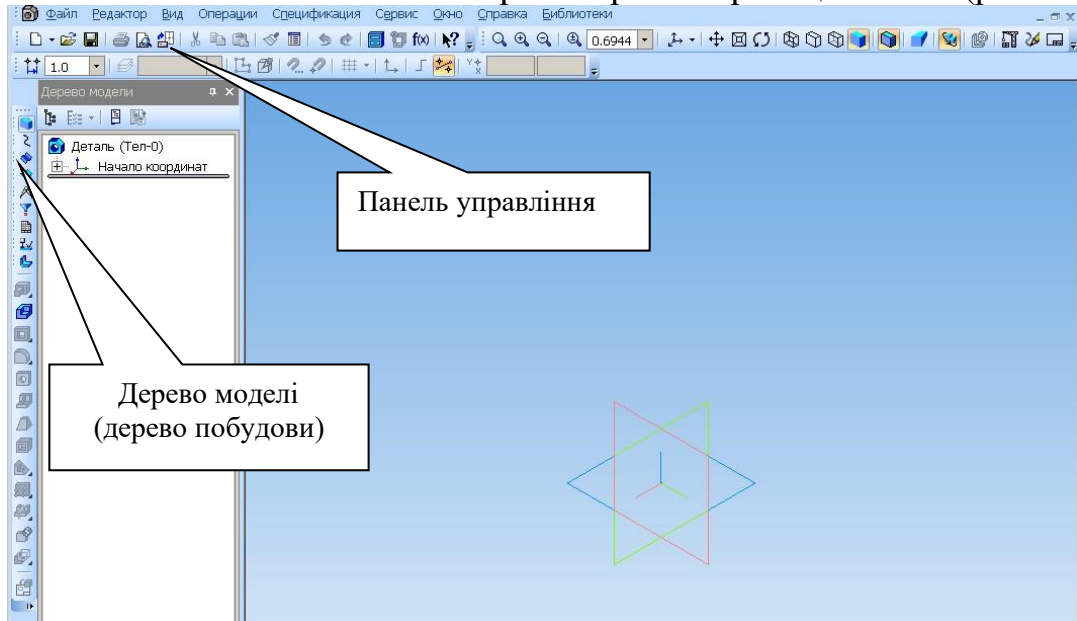 Файл Редактор Вид Операции Спецификация Сервис Окно Справка Библиотеки
0.6944
1.0
Дерево модели
Деталь (Тел-0)
Начало координат
Панель управління
Дерево моделі
(дерево побудови)